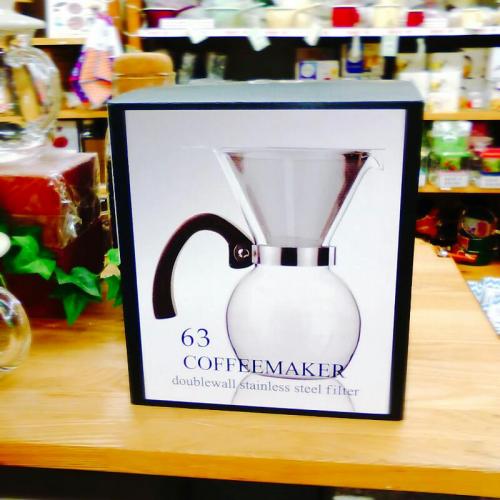 63
COFFEEMAKER
doublewall stainless steel filter